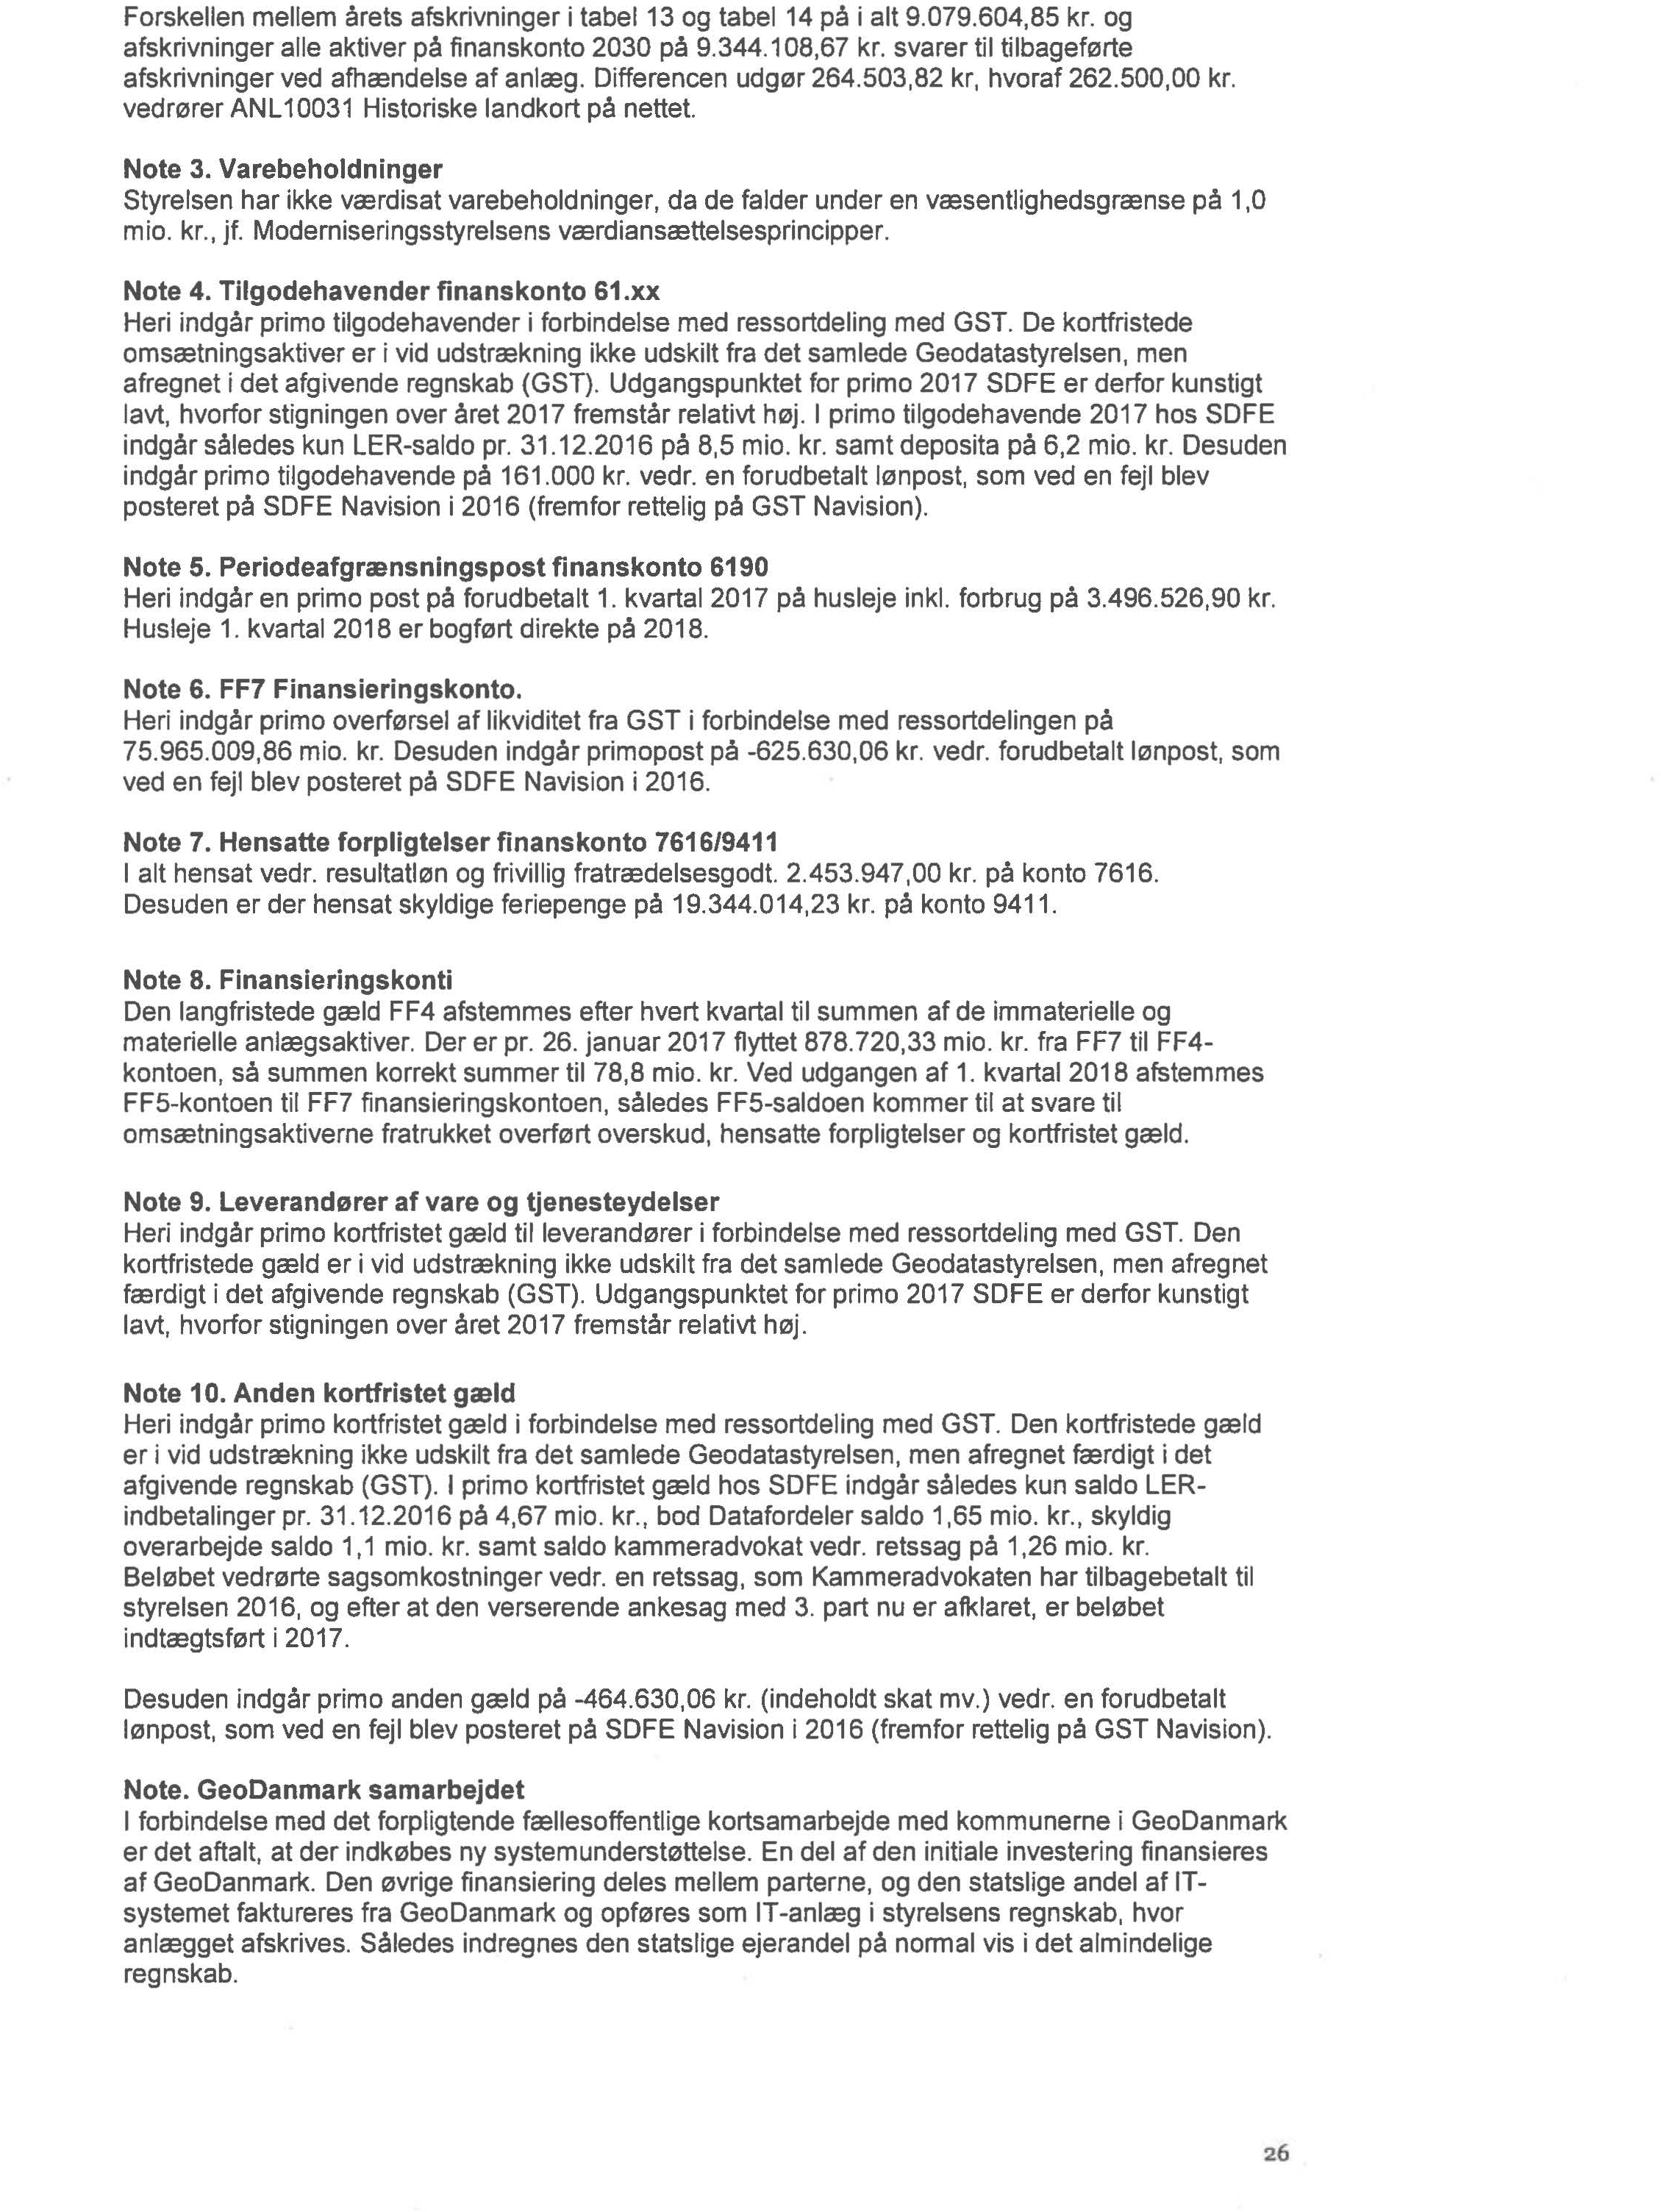 Forskellen mellem årets afskrivninger i tabel 13 og tabel 14 på i alt 9.079.604,85 kr. og
afskrivninger alle aktiver på finanskonto 2030 på 9.344.108,67 kr. svarer til tilbageførte
afskrivninger ved afhændelse af anlæg. Differencen udgør 264.503,82 kr, hvoraf 262.500,00 kr.
vedrører ANL10031 Historiske landkort på nettet.
Note 3. Varebeholdninger
Styrelsen har ikke værdisat varebeholdninger, da de falder under en væsentlighedsgrænse på 1,0
mio. kr., jf. Moderniseringsstyrelsens værdiansættelsesprincipper.
Note 4. Tilgodehavender finanskonto 61.xx
Heri indgår primo tilgodehavender i forbindelse med ressortdeling med GST. De kortfristede
omsætningsaktiver er i vid udstrækning ikke udskilt fra det samlede Geodatastyrelsen, men
afregnet i det afgivende regnskab (GST). Udgangspunktet for primo 2017 SDFE er derfor kunstigt
lavt, hvorfor stigningen over året 2017 fremstår relativt høj. I primo tilgodehavende 2017 hos SDFE
indgår således kun LER-saldo pr. 31.12.2016 på 8,5 mio. kr. samt deposita på 6,2 mio. kr. Desuden
indgår primo tilgodehavende på 161.000 kr. vedr. en forudbetalt lønpost, som ved en fejl blev
posteret på SDFE Navision i 2016 (fremfor rettelig på GST Navision).
Note 5. Periodeafgrænsningspost finanskonto 6190
Heri indgår en primo post på forudbetalt 1. kvartal 2017 på husleje inkl. forbrug på 3.496.526,90 kr.
Husleje 1. kvartal 2018 er bogført direkte på 2018.
Note 6. FF7 Finansieringskonto.
Heri indgår primo overførsel af likviditet fra GST i forbindelse med ressortdelingen på
75.965.009,86 mio. kr. Desuden indgår primopost på -625.630,06 kr. vedr. forudbetalt lønpost, som
ved en fejl blev posteret på SDFE Navision i 2016.
Note 7. Hensatte forpligtelser finanskonto 7616/9411
I alt hensat vedr. resultatløn og frivillig fratrædelsesgodt. 2.453.947,00 kr. på konto 7616.
Desuden er der hensat skyldige feriepenge på 19.344.014,23 kr. på konto 9411.
Note 8. Finansieringskonti
Den langfristede gæld FF4 afstemmes efter hvert kvartal til summen af de immaterielle og
materielle anlægsaktiver. Der er pr. 26. januar 2017 flyttet 878.720,33 mio. kr. fra FF7 til FF4-
kontoen, så summen korrekt summer til 78,8 mio. kr. Ved udgangen af 1. kvartal 2018 afstemmes
FF5-kontoen til FF7 finansieringskontoen, således FF5-saldoen kommer til at svare til
omsætningsaktiverne fratrukket overført overskud, hensatte forpligtelser og kortfristet gæld.
Note 9. Leverandører af vare og tjenesteydelser
Heri indgår primo kortfristet gæld til leverandører i forbindelse med ressortdeling med GST. Den
kortfristede gæld er i vid udstrækning ikke udskilt fra det samlede Geodatastyrelsen, men afregnet
færdigt i det afgivende regnskab (GST). Udgangspunktet for primo 2017 SDFE er derfor kunstigt
lavt, hvorfor stigningen over året 2017 fremstår relativt høj.
Note 10. Anden kortfristet gæld
Heri indgår primo kortfristet gæld i forbindelse med ressortdeling med GST. Den kortfristede gæld
er i vid udstrækning ikke udskilt fra det samlede Geodatastyrelsen, men afregnet færdigt i det
afgivende regnskab (GST). I primo kortfristet gæld hos SDFE indgår således kun saldo LER-
indbetalinger pr. 31.12.2016 på 4,67 mio. kr., bod Datafordeler saldo 1,65 mio. kr., skyldig
overarbejde saldo 1,1 mio. kr. samt saldo kammeradvokat vedr. retssag på 1,26 mio. kr.
Beløbet vedrørte sagsomkostninger vedr. en retssag, som Kammeradvokaten har tilbagebetalt til
styrelsen 2016, og efter at den verserende ankesag med 3. part nu er afklaret, er beløbet
indtægtsført i 2017.
Desuden indgår primo anden gæld på -464.630,06 kr. (indeholdt skat mv.) vedr. en forudbetalt
lønpost, som ved en fejl blev posteret på SDFE Navision i 2016 (fremfor rettelig på GST Navision).
Note. GeoDanmark samarbejdet
I forbindelse med det forpligtende fællesoffentlige kortsamarbejde med kommunerne i GeoDanmark
er det aftalt, at der indkøbes ny systemunderstøttelse. En del af den initiale investering finansieres
af GeoDanmark. Den øvrige finansiering deles mellem parterne, og den statslige andel af IT-
systemet faktureres fra GeoDanmark og opføres som IT-anlæg i styrelsens regnskab, hvor
anlægget afskrives. Således indregnes den statslige ejerandel på normal vis i det almindelige
regnskab.
26